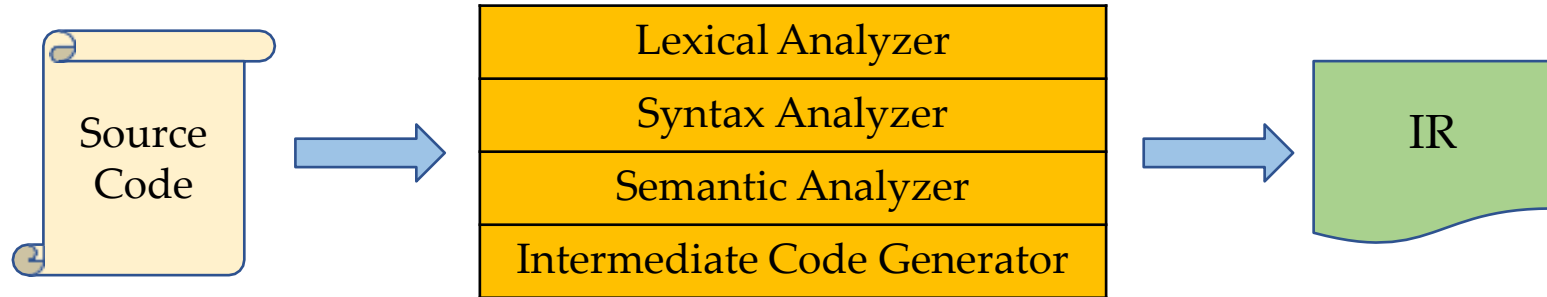 Source
Code
Lexical Analyzer
Syntax Analyzer
Semantic Analyzer
Intermediate Code Generator
IR